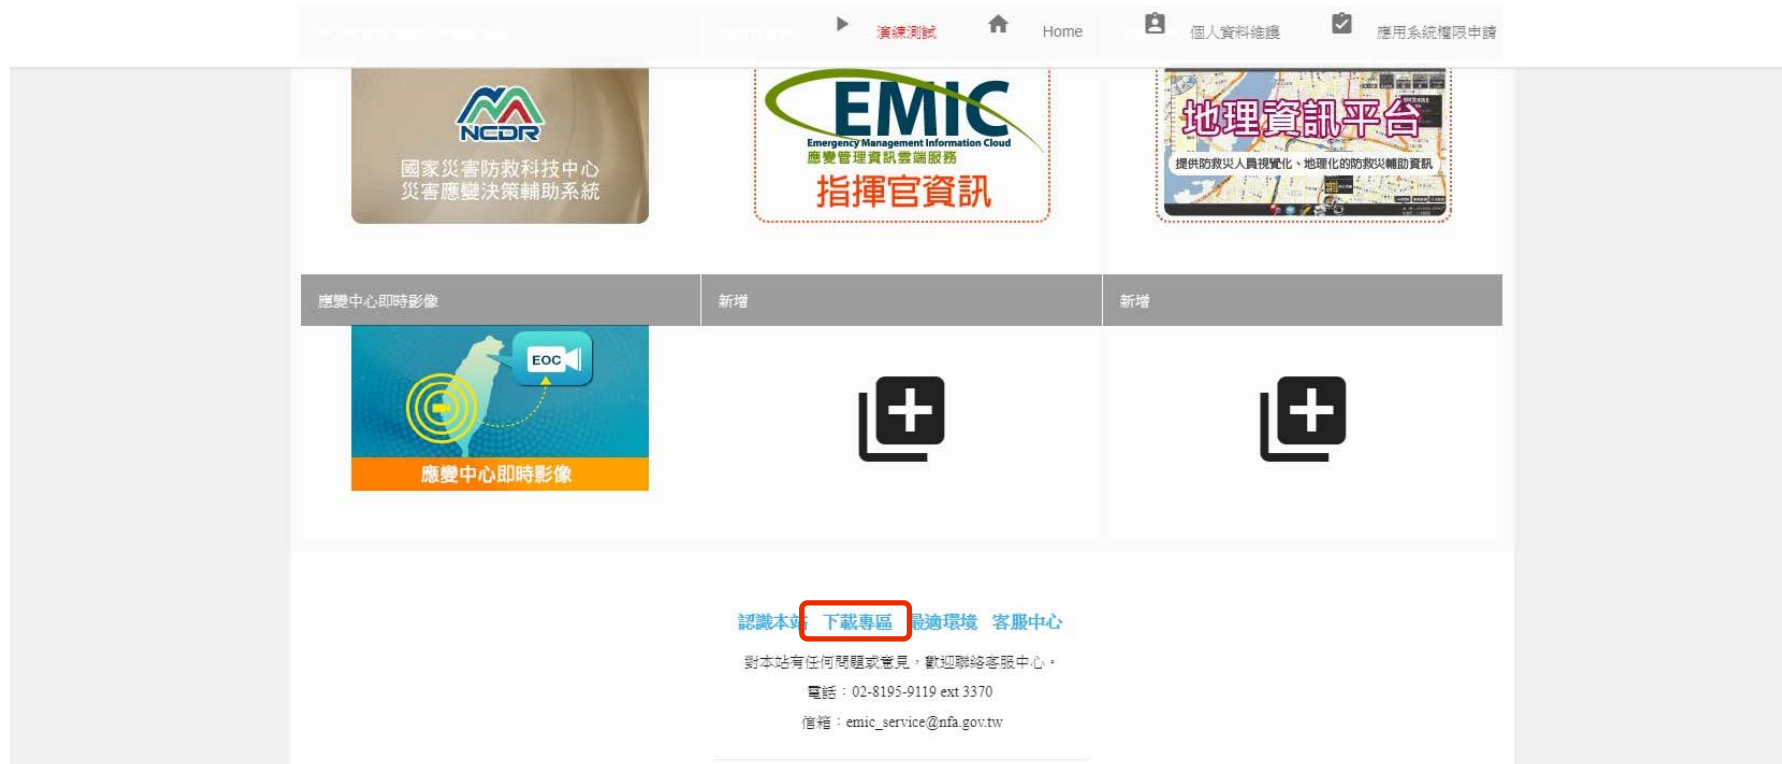 演練測試 Home 個人資料維護 應用系統權限申請
NCDR
國家災害防救科技中心
災害應變決策輔助系統
EMIC
Emergency Management Information Cloud
應變管理資訊雲端服務
指揮官資訊
地理資訊平台
提供防救災人員視覺化、地理化的防救災輔助資訊
應變中心即時影像 新增 新增
EOC
應變中心即時影像
認識本站 下載專區 最適環境 客服中心
對本站有任何問題或意見，歡迎聯絡客服中心。
電話：02-8195-9119 ext 3370
信箱：emic_service@nfa.gov.tw